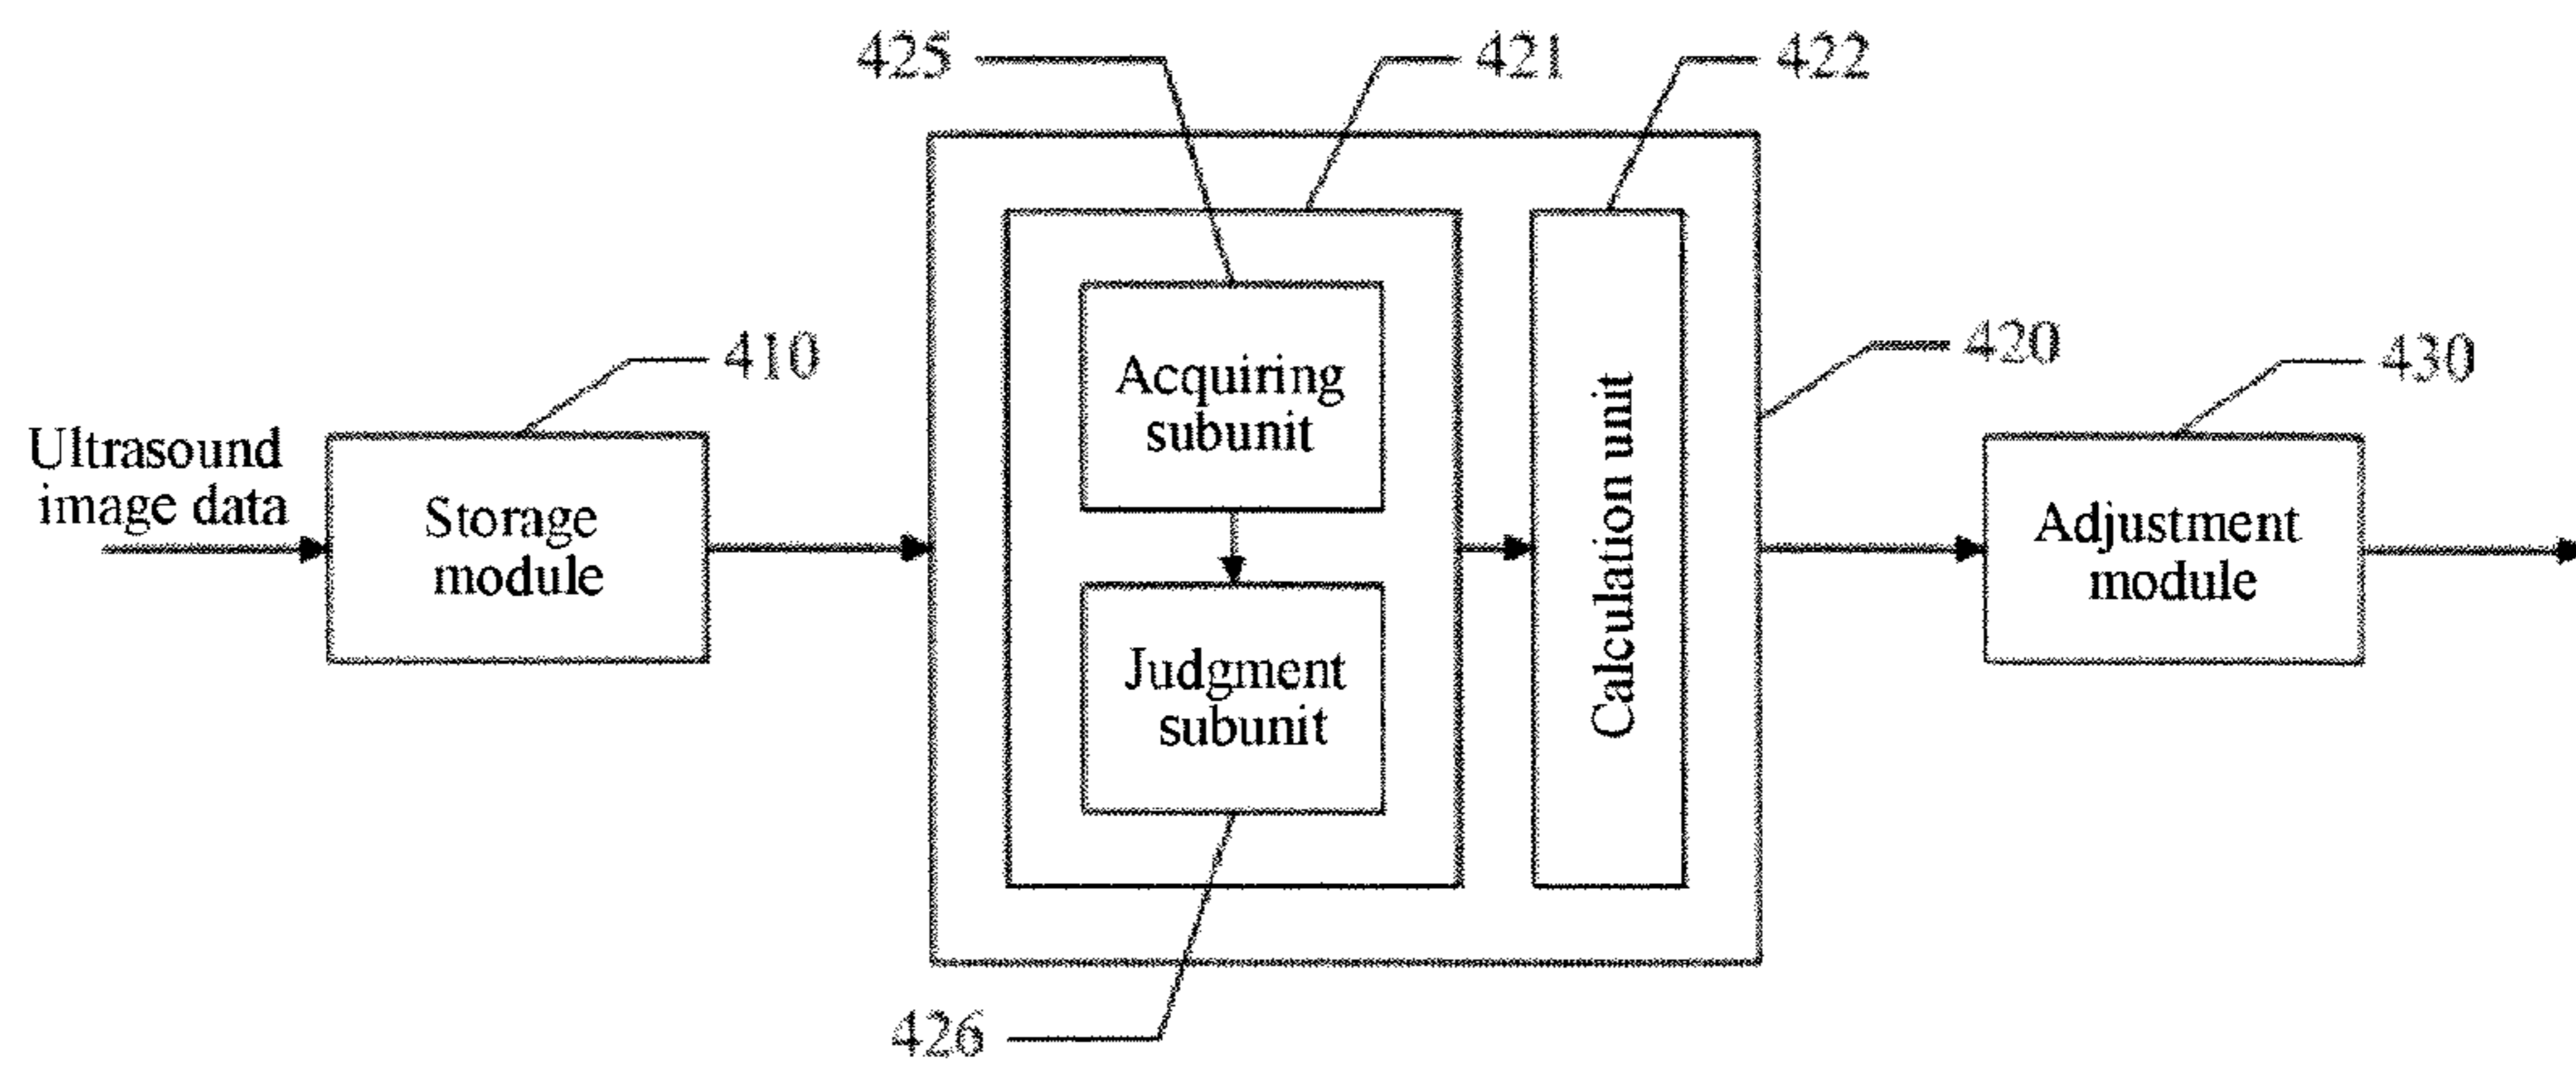 425
421
422
410
420
430
Ultrasound
image data
Storage
module
Acquiring
subunit
Judgment
subunit
Calculation unit
Adjustment
module
426